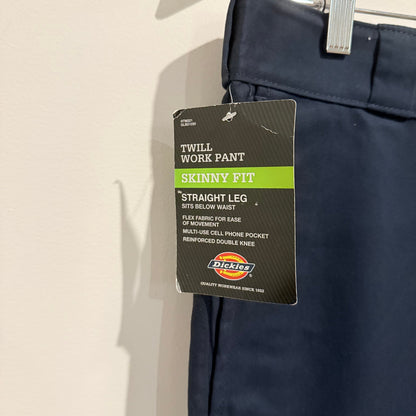 TWILL
WORK PANT
SKINNY FIT
STRAIGHT LEG
SITS BELOW WAIST
FLEX FABRIC FOR EASE
OF MOVEMENT
MULTI-USE CELL PHONE POCKET
REINFORCED DOUBLE KNEE
Dickies
®
QUALITY WORKWEAR SINCE 1922